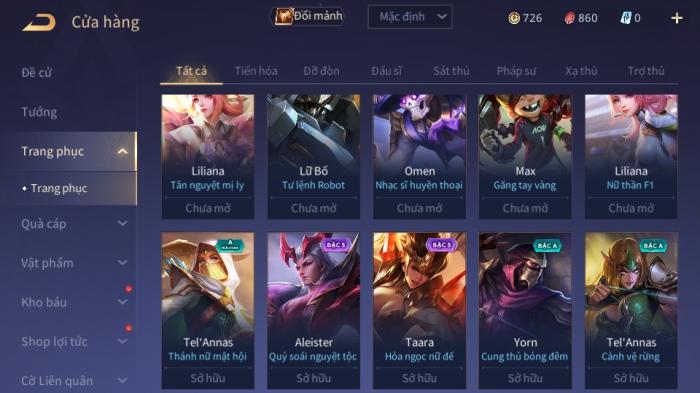 Cửa hàng
Đổi mảnh
Mặc định
726
860
0
Đề cử
Tướng
Trang phục
Trang phục
Quà cáp
Vật phẩm
Kho báu
Shop lợi tức
Cờ Liên quân
Tất cả
Tiến hóa
Đỡ đòn
Đấu sĩ
Sát thủ
Pháp sư
Xạ thủ
Trợ thủ
Liliana
Tân nguyệt mị ly
Chưa mở
Lữ Bố
Tư lệnh Robot
Chưa mở
Omen
Nhạc sĩ huyền thoại
Chưa mở
AOV
Max
Găng tay vàng
Chưa mở
Liliana
Nữ thần F1
Chưa mở
A
HỮU HẠN
Tel'Annas
Thánh nữ mật hội
Sở hữu
BẬC S
Aleister
Quỷ soái nguyệt tộc
Sở hữu
BẬC S
Taara
Hỏa ngọc nữ đế
Sở hữu
BẬC A
Yorn
Cung thủ bóng đêm
Sở hữu
BẬC A
Tel'Annas
Cảnh vệ rừng
Sở hữu